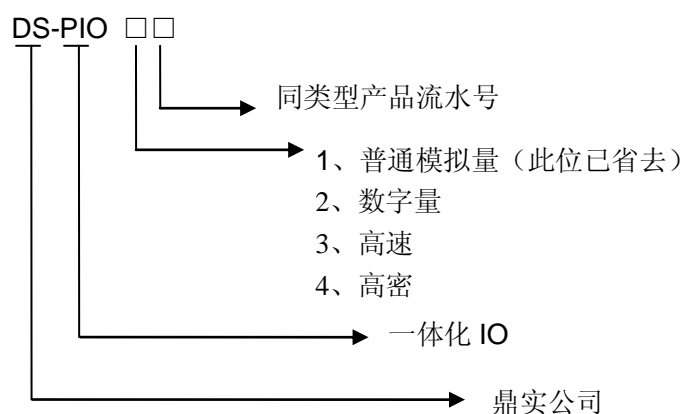 DS-PIO □□
同类型产品流水号
1、普通模拟量（此位已省去）
2、数字量
3、高速
4、高密
一体化 IO
鼎实公司